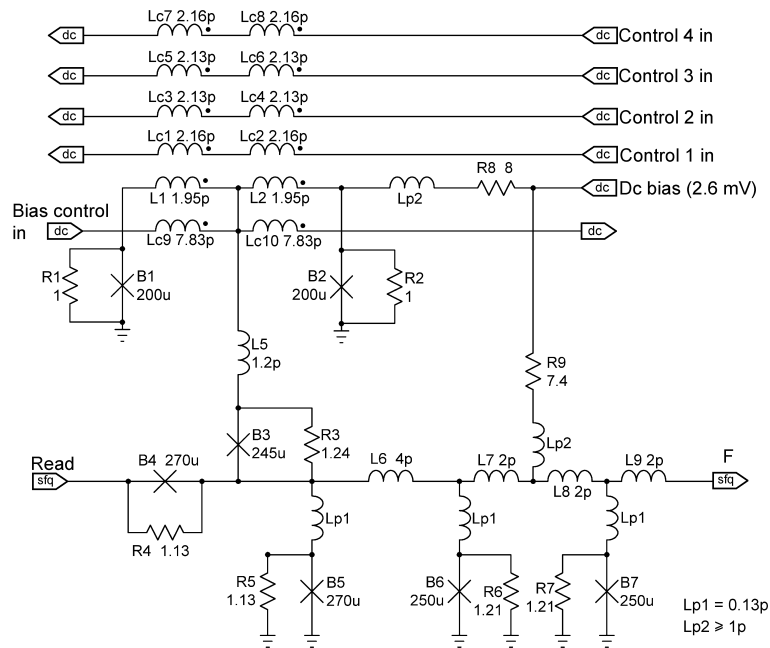 Lc7 2.16p Lc8 2.16p
dc dc Control 4 in
Lc5 2.13p Lc6 2.13p
dc dc Control 3 in
Lc3 2.13p Lc4 2.13p
dc dc Control 2 in
Lc1 2.16p Lc2 2.16p
dc dc Control 1 in
R8 8
L1 1.95p L2 1.95p Lp2 dc Dc bias (2.6 mV)
Bias control
in dc dc
Lc9 7.83p Lc10 7.83p
R1
1
B1
200u
B2
200u
R2
1
L5
1.2p
R9
7.4
B3
245u
R3
1.24
Lp2
Read
sfq
B4 270u
R4 1.13
L6 4p
L7 2p
L8 2p
L9 2p
F
sfq
Lp1
Lp1
Lp1
R5
1.13
B5
270u
B6
250u
R6
1.21
R7
1.21
B7
250u
Lp1 = 0.13p
Lp2 ⩾ 1p